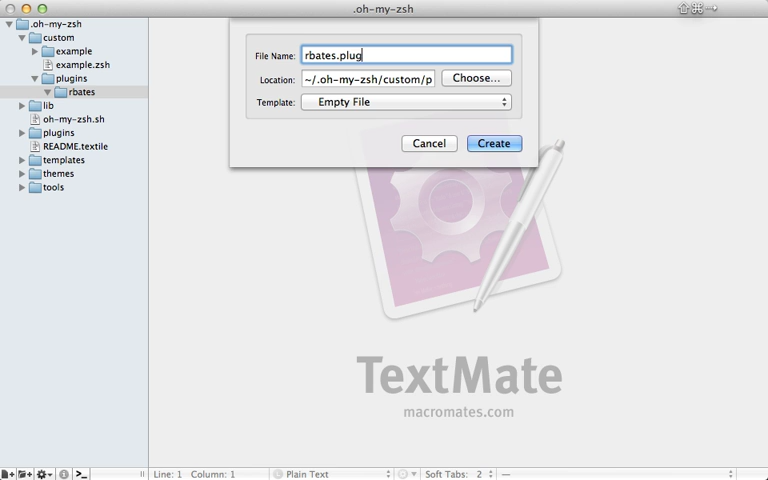 .oh-my-zsh
⇧⌘→
.oh-my-zsh
custom
example
example.zsh
plugins
rbates
lib
oh-my-zsh.sh
plugins
README.textile
templates
themes
tools
File Name: rbates.plug
Location: ~/.oh-my-zsh/custom/p Choose...
Template: Empty File
Cancel Create
TextMate
macromates.com
Line: 1 Column: 1 Plain Text Soft Tabs: 2 —